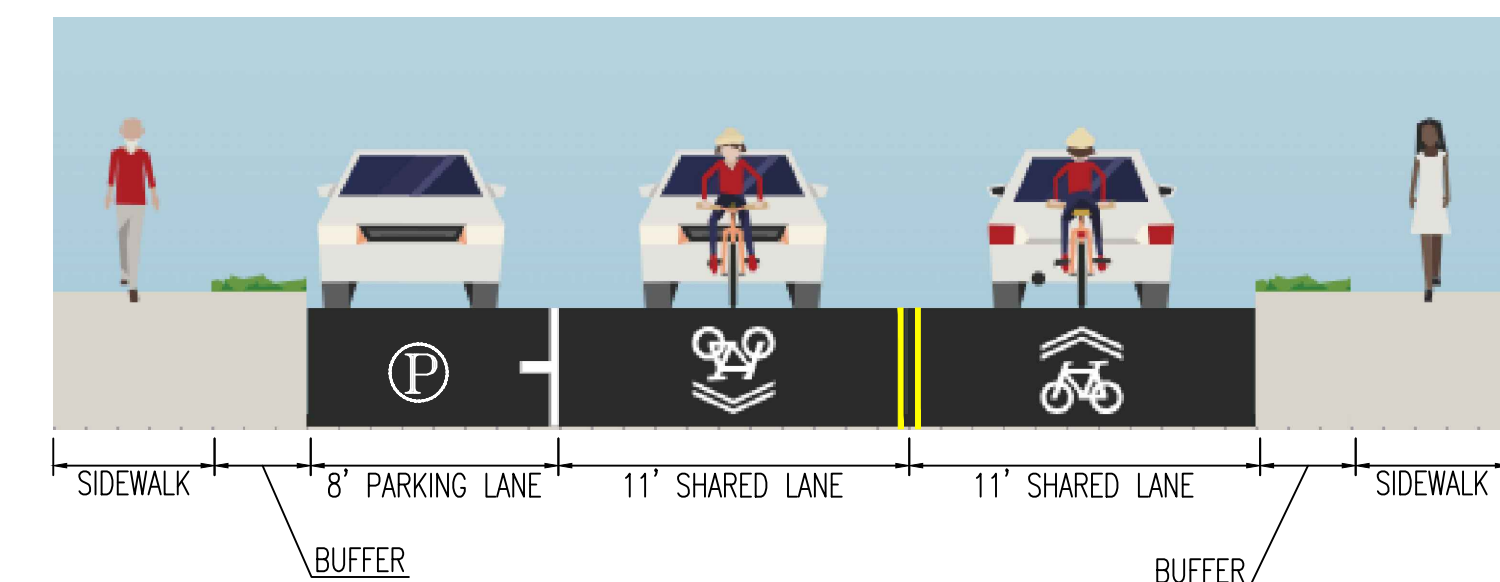 P
SIDEWALK
8' PARKING LANE
11' SHARED LANE
11' SHARED LANE
SIDEWALK
BUFFER
BUFFER